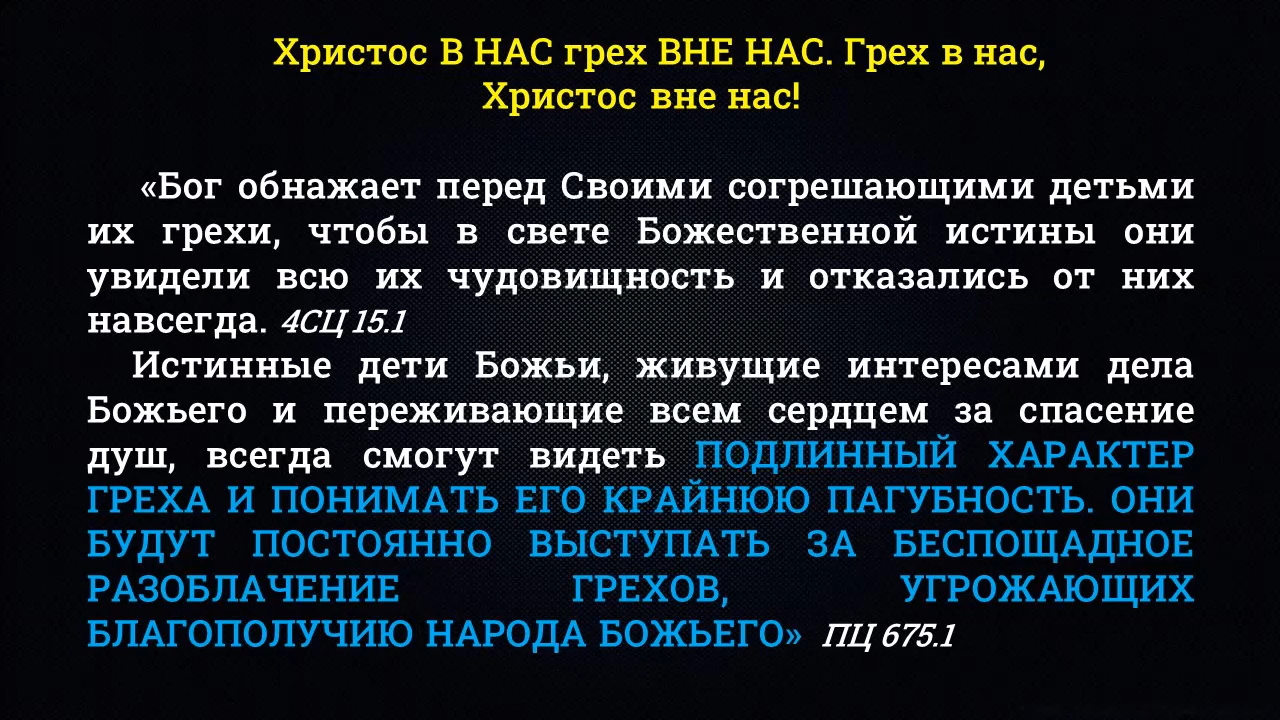 Христос В НАС грех ВНЕ НАС. Грех в нас,
Христос вне нас!
«Бог обнажает перед Своими согрешающими детьми
их грехи, чтобы в свете Божественной истины они
увидели всю их чудовищность и отказались от них
навсегда. 4СЦ 15.1
Истинные дети Божьи, живущие интересами дела
Божьего и переживающие всем сердцем за спасение
душ, всегда смогут видеть ПОДЛИННЫЙ ХАРАКТЕР
ГРЕХА И ПОНИМАТЬ ЕГО КРАЙНЮЮ ПАГУБНОСТЬ. ОНИ
БУДУТ ПОСТОЯННО ВЫСТУПАТЬ ЗА БЕСПОЩАДНОЕ
РАЗОБЛАЧЕНИЕ ГРЕХОВ, УГРОЖАЮЩИХ
БЛАГОПОЛУЧИЮ НАРОДА БОЖЬЕГО» ПЦ 675.1